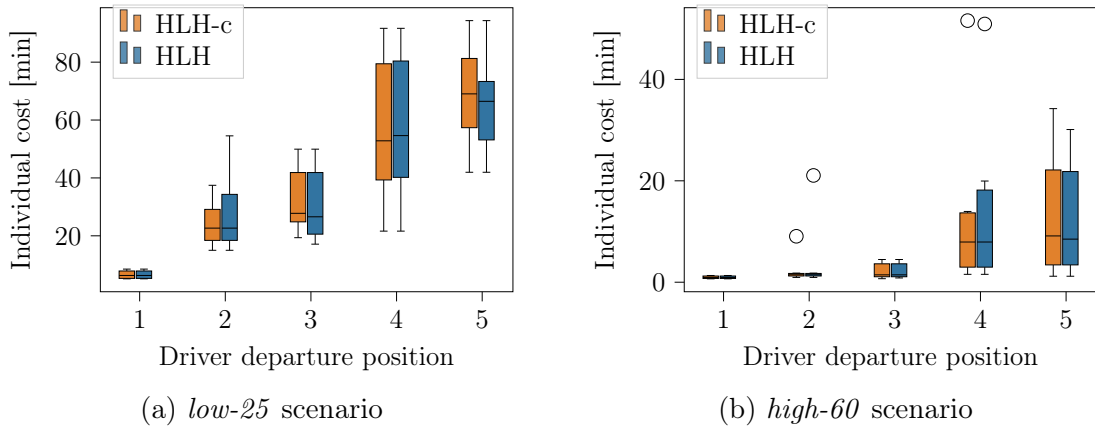 HLH-c
HLH
Individual cost [min]
80
60
40
20
1 2 3 4 5
Driver departure position
(a) low-25 scenario
HLH-c
HLH
Individual cost [min]
40
20
0
1 2 3 4 5
Driver departure position
(b) high-60 scenario